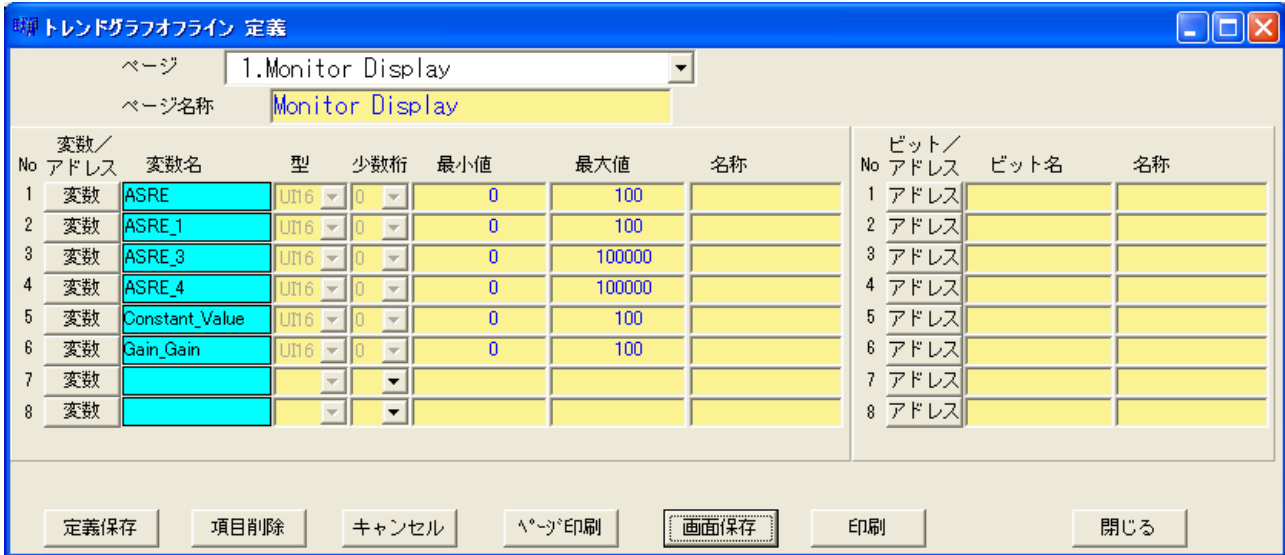 トレンドグラフオフライン 定義
ページ 1.Monitor Display
ページ名称 Monitor Display
変数／ ビット／
No アドレス 変数名 型 少数桁 最小値 最大値 名称 No アドレス ビット名 名称
1 変数 ASRE UI16 0 0 100 1 アドレス
2 変数 ASRE_1 UI16 0 0 100 2 アドレス
3 変数 ASRE_3 UI16 0 0 100000 3 アドレス
4 変数 ASRE_4 UI16 0 0 100000 4 アドレス
5 変数 Constant_Value UI16 0 0 100 5 アドレス
6 変数 Gain_Gain UI16 0 0 100 6 アドレス
7 変数 7 アドレス
8 変数 8 アドレス
定義保存 項目削除 キャンセル ﾍﾟｰｼﾞ印刷 画面保存 印刷 閉じる